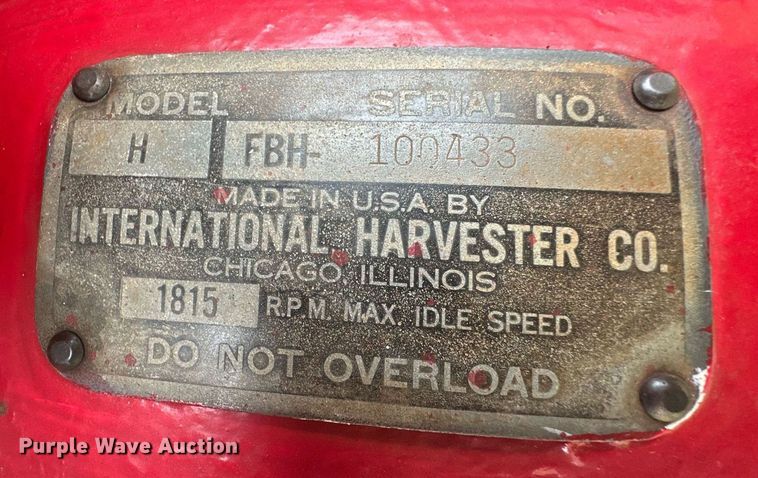 MODEL SERIAL NO.
H FBH- 100433
MADE IN U.S.A. BY
INTERNATIONAL HARVESTER CO.
CHICAGO, ILLINOIS
1815 R.P.M. MAX. IDLE SPEED
DO NOT OVERLOAD
Purple Wave Auction